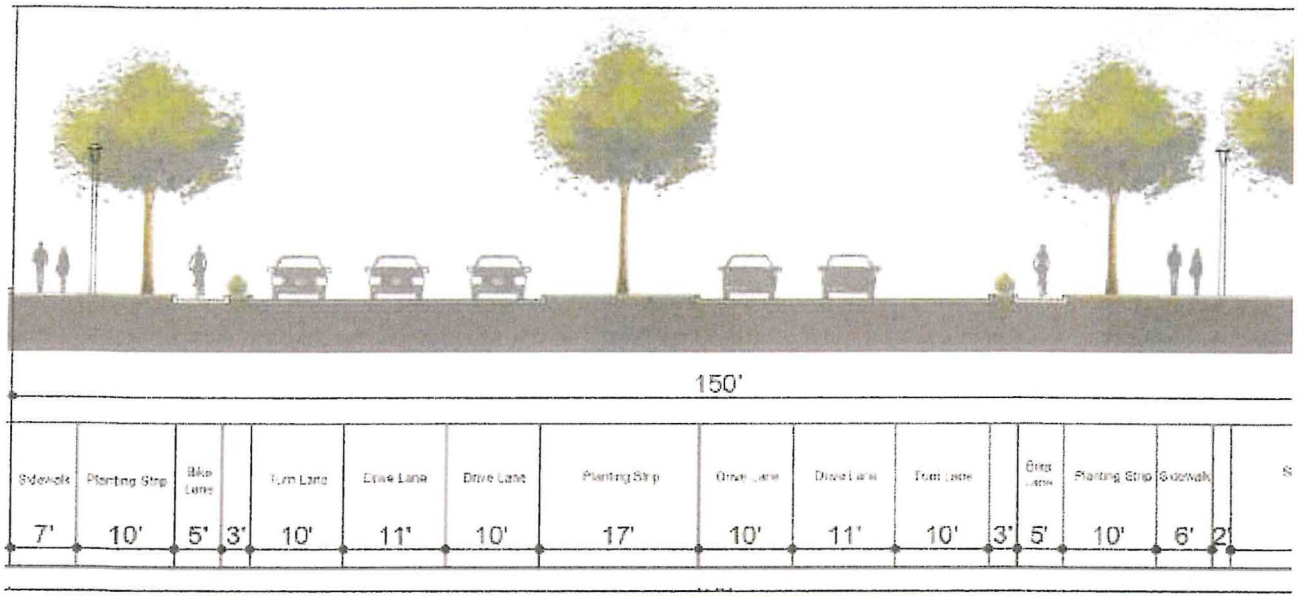 150'
Sidewalk Planting Strip Bike Lane Turn Lane Drive Lane Drive Lane Planting Strip Drive Lane Drive Lane Turn Lane Bike Lane Planting Strip Sidewalk S
7' 10' 5' 3' 10' 11' 10' 17' 10' 11' 10' 3' 5' 10' 6' 2'